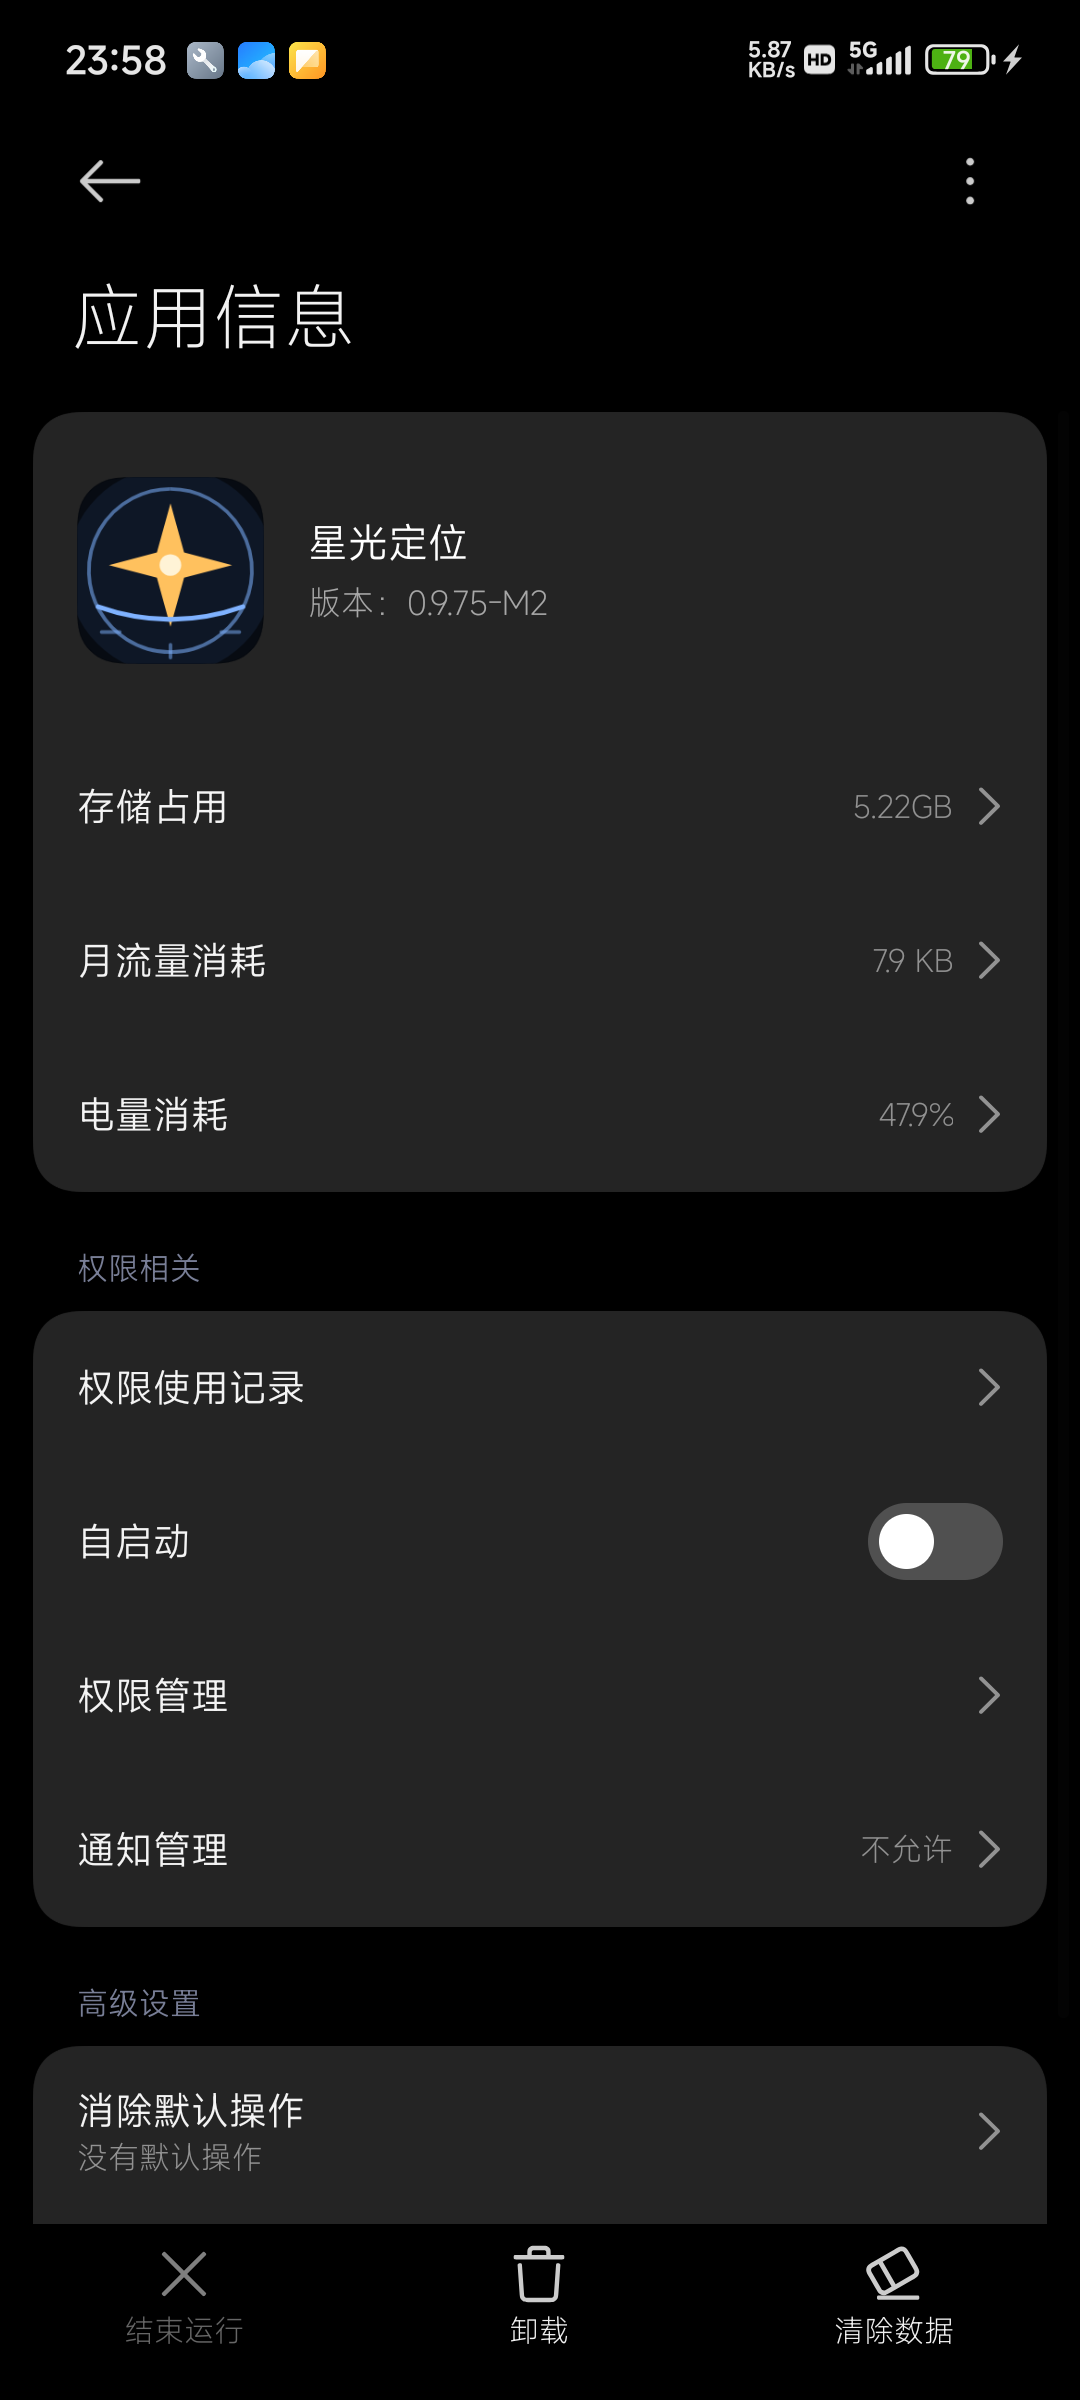 23:58
5.87 KB/s HD 5G 79
应用信息
星光定位
版本：0.9.75-M2
存储占用 5.22GB
月流量消耗 7.9 KB
电量消耗 47.9%
权限相关
权限使用记录
自启动
权限管理
通知管理 不允许
高级设置
消除默认操作
没有默认操作
结束运行 卸载 清除数据